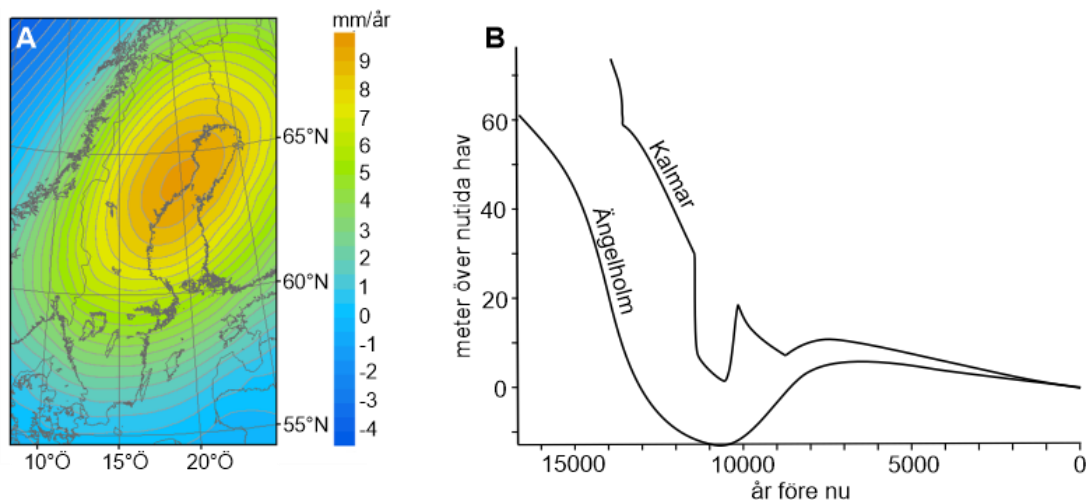 A
mm/år
9
8
7
6
5
4
3
2
1
0
-1
-2
-3
-4
65°N
60°N
55°N
10°Ö 15°Ö 20°Ö
B
meter över nutida hav
60
40
20
0
Kalmar
Ängelholm
15000 10000 5000 0
år före nu